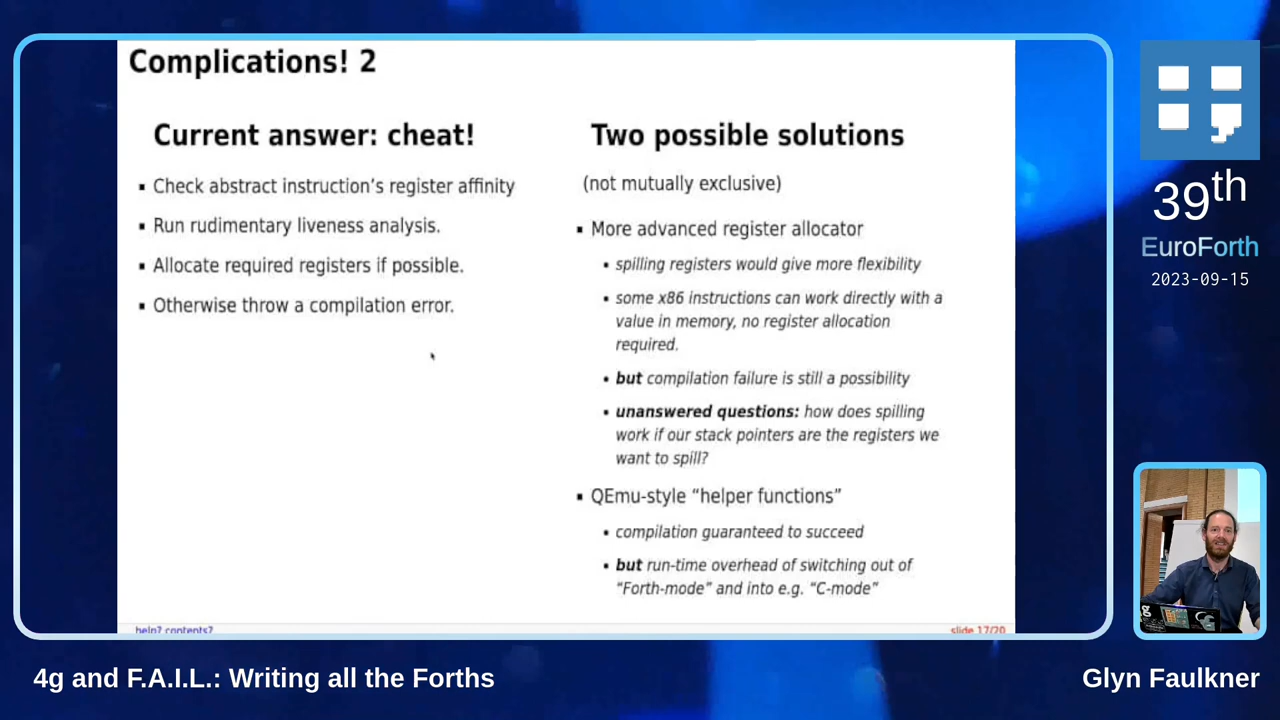 Complications! 2
Current answer: cheat!
▪ Check abstract instruction’s register affinity
▪ Run rudimentary liveness analysis.
▪ Allocate required registers if possible.
▪ Otherwise throw a compilation error.
Two possible solutions
(not mutually exclusive)
▪ More advanced register allocator
▪ spilling registers would give more flexibility
▪ some x86 instructions can work directly with a
value in memory, no register allocation
required.
▪ but compilation failure is still a possibility
▪ unanswered questions: how does spilling
work if our stack pointers are the registers we
want to spill?
▪ QEmu-style “helper functions”
▪ compilation guaranteed to succeed
▪ but run-time overhead of switching out of
“Forth-mode” and into e.g. “C-mode”
help? contents?
slide 17/20
39th
EuroForth
2023-09-15
4g and F.A.I.L.: Writing all the Forths
Glyn Faulkner